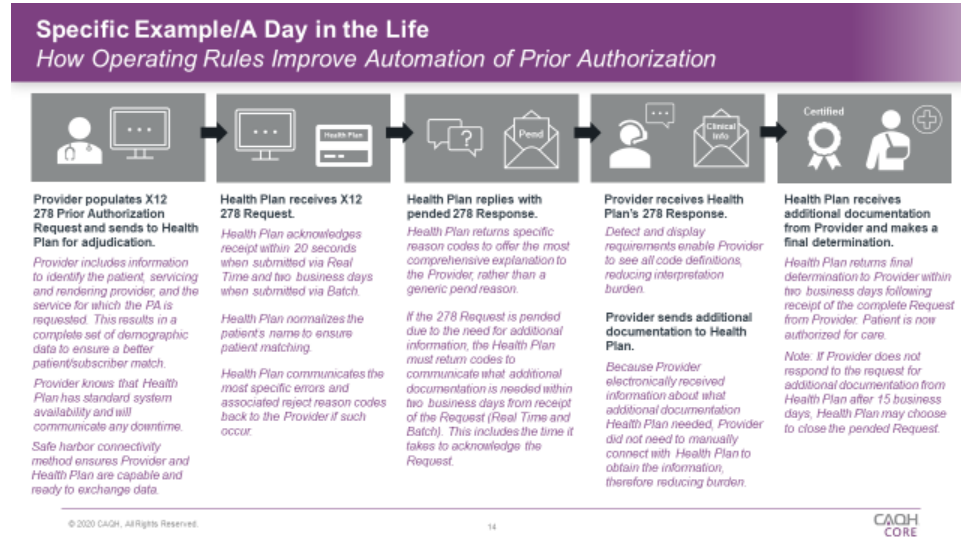 Specific Example/A Day in the Life
How Operating Rules Improve Automation of Prior Authorization
Provider populates X12
278 Prior Authorization
Request and sends to Health
Plan for adjudication.
Provider includes information
to identify the patient, servicing
and rendering provider, and the
service for which the PA is
requested. This results in a
complete set of demographic
data to ensure a better
patient/subscriber match.
Provider knows that Health
Plan has standard system
availability and will
communicate any downtime.
Safe harbor connectivity
method ensures Provider and
Health Plan are capable and
ready to exchange data.
Health Plan
Health Plan receives X12
278 Request.
Health Plan acknowledges
receipt within 20 seconds
when submitted via Real
Time and two business days
when submitted via Batch.
Health Plan normalizes the
patient's name to ensure
patient matching.
Health Plan communicates the
most specific errors and
associated reject reason codes
back to the Provider if such
occur.
?
Pend
Health Plan replies with
pended 278 Response.
Health Plan returns specific
reason codes to offer the most
comprehensive explanation to
the Provider, rather than a
generic pend reason.
If the 278 Request is pended
due to the need for additional
information, the Health Plan
must return codes to
communicate what additional
documentation is needed within
two business days from receipt
of the Request (Real Time and
Batch). This includes the time it
takes to acknowledge the
Request.
Clinical
Info
Provider receives Health
Plan's 278 Response.
Detect and display
requirements enable Provider
to see all code definitions,
reducing interpretation
burden.
Provider sends additional
documentation to Health
Plan.
Because Provider
electronically received
information about what
additional documentation
Health Plan needed, Provider
did not need to manually
connect with Health Plan to
obtain the information,
therefore reducing burden.
Certified
Health Plan receives
additional documentation
from Provider and makes a
final determination.
Health Plan returns final
determination to Provider within
two business days following
receipt of the complete Request
from Provider. Patient is now
authorized for care.
Note: If Provider does not
respond to the request for
additional documentation from
Health Plan after 15 business
days, Health Plan may choose
to close the pended Request.
© 2020 CAQH, All Rights Reserved.
14
CAQH
CORE